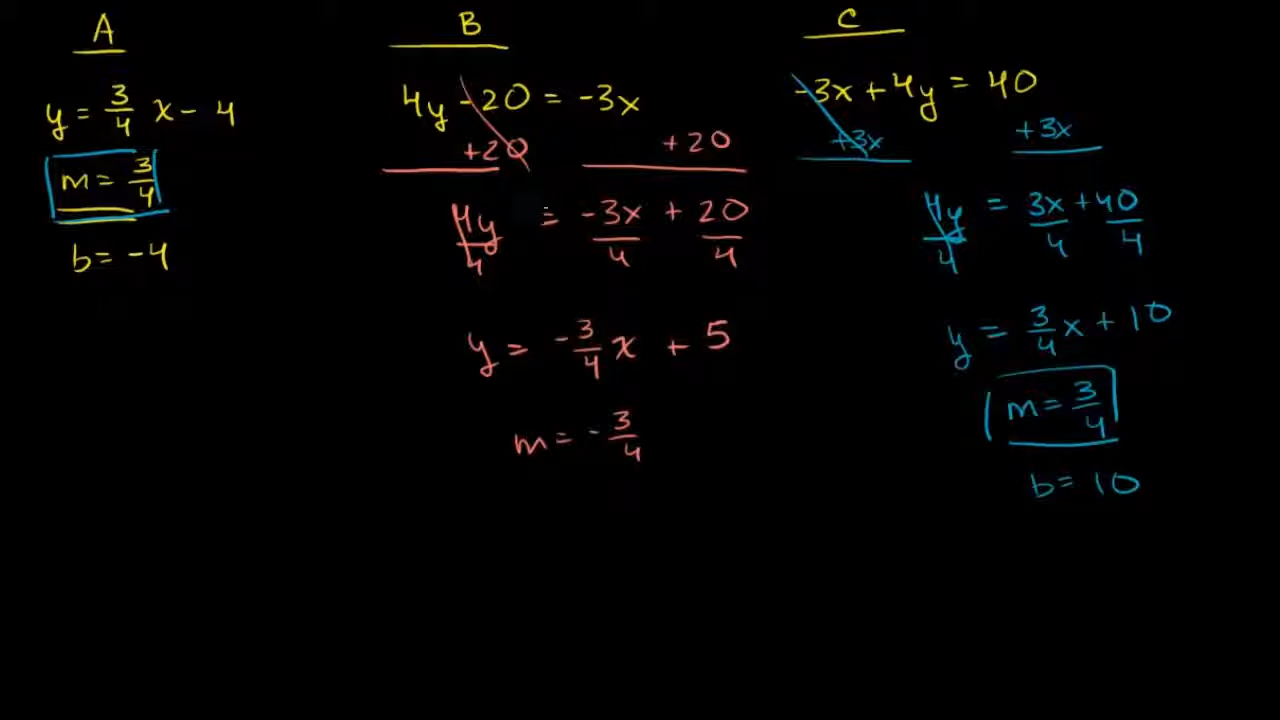 A
y = 3/4 x - 4
m = 3/4
b = -4
B
4y - 20 = -3x
+20 +20
4y/4 = -3x/4 + 20/4
y = -3/4 x + 5
m = -3/4
C
-3x + 4y = 40
+3x +3x
4y/4 = 3x/4 + 40/4
y = 3/4 x + 10
m = 3/4
b = 10